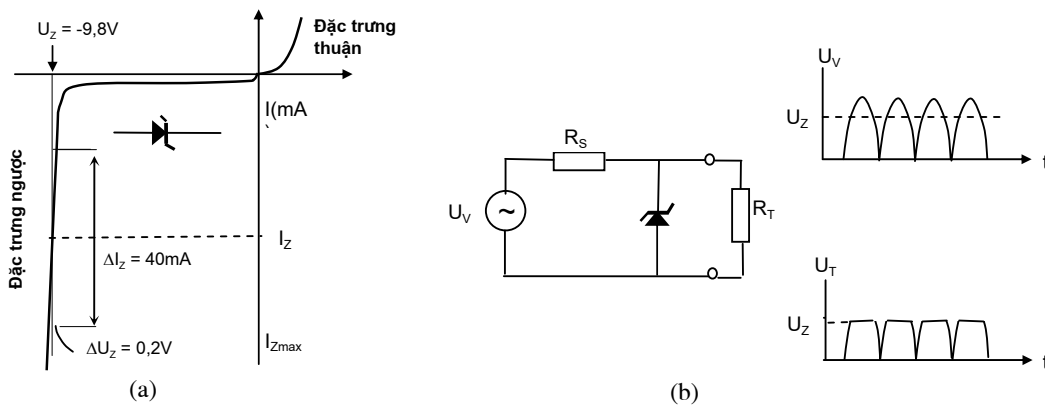 U_Z = -9,8V
Đặc trưng
thuận
I(mA
Đặc trưng ngược
I_Z
ΔI_Z = 40mA
ΔU_Z = 0,2V
I_Zmax
(a)
R_S
U_V
R_T
(b)
U_V
U_Z
t
U_T
U_Z
t